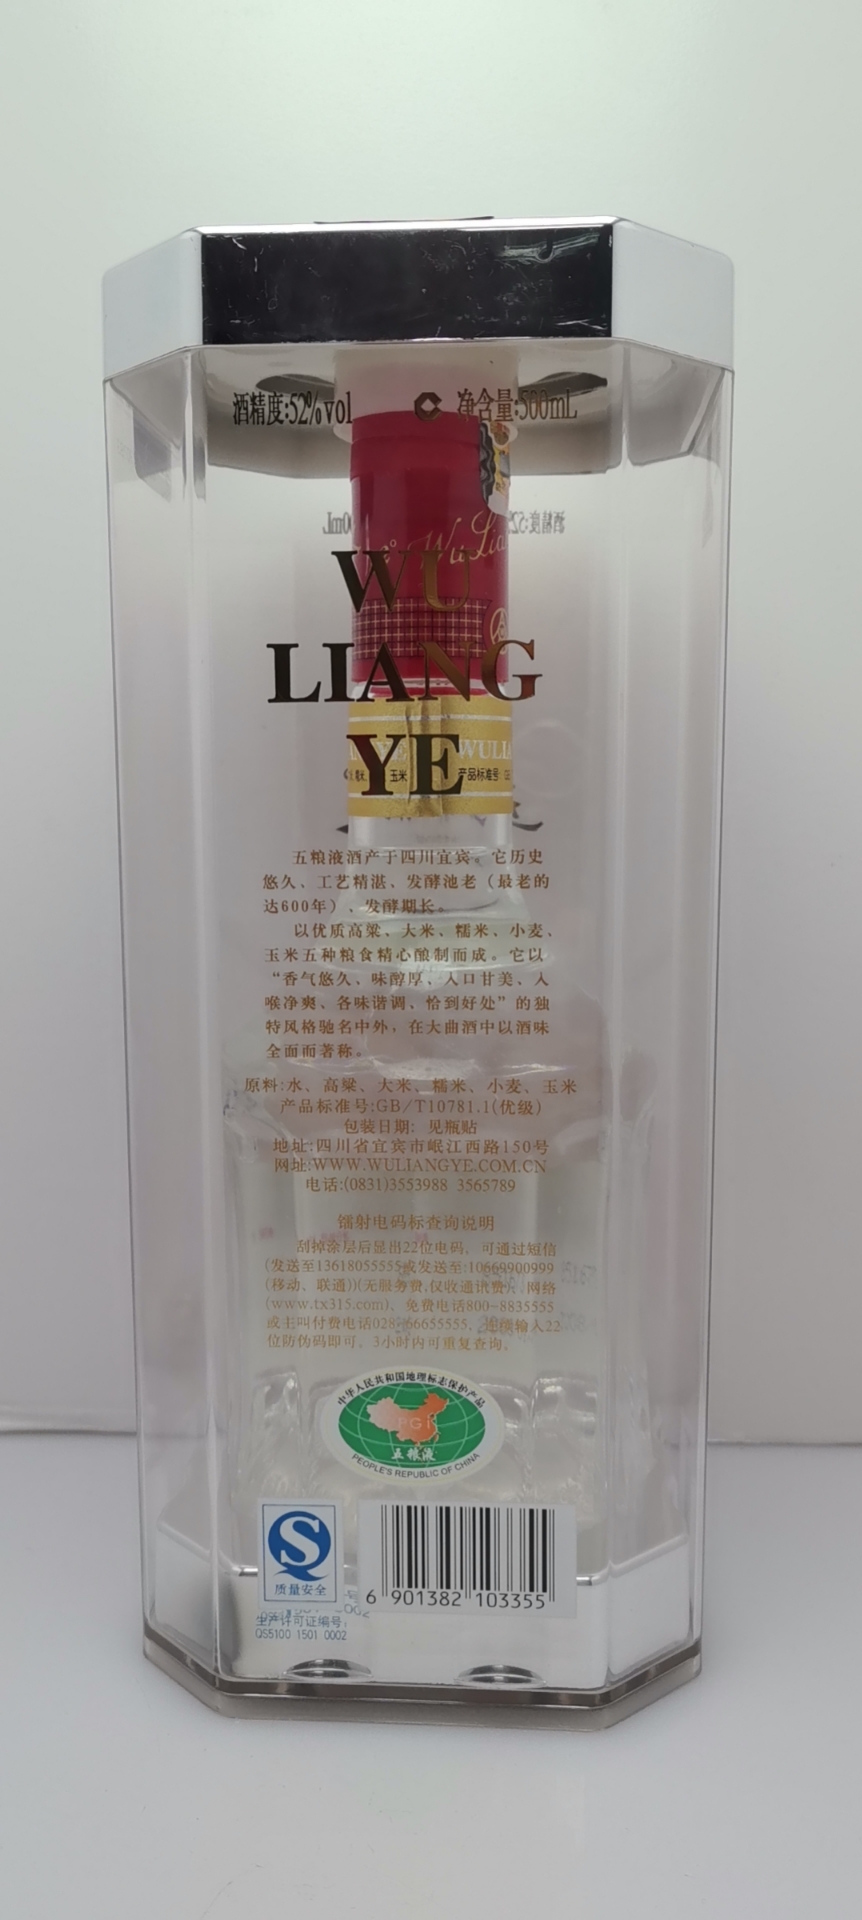 酒精度:52%vol 净含量:500mL
WU
LIANG
YE
WULIA
玉米 产品标准号:
五粮液酒产于四川宜宾。它历史
悠久、工艺精湛、发酵池老（最老的
达600年）、发酵期长。
以优质高粱、大米、糯米、小麦、
玉米五种粮食精心酿制而成。它以
“香气悠久、味醇厚、入口甘美、入
喉净爽、各味谐调、恰到好处”的独
特风格驰名中外，在大曲酒中以酒味
全面而著称。
原料:水、高粱、大米、糯米、小麦、玉米
产品标准号:GB/T10781.1(优级)
包装日期: 见瓶贴
地址:四川省宜宾市岷江西路150号
网址:WWW.WULIANGYE.COM.CN
电话:(0831)3553988 3565789
镭射电码标查询说明
刮掉涂层后显出22位电码, 可通过短信
(发送至13618055555或发送至:10669900999
(移动、联通))(无服务费,仅收通讯费)、网络
(www.tx315.com)、免费电话800-8835555
或主叫付费电话028-66655555, 连续输入22
位防伪码即可。3小时内可重复查询。
中华人民共和国地理标志保护产品
PGI
五粮液
PEOPLE'S REPUBLIC OF CHINA
质量安全
6 901382 103355
生产许可证编号:
QS5100 1501 0002